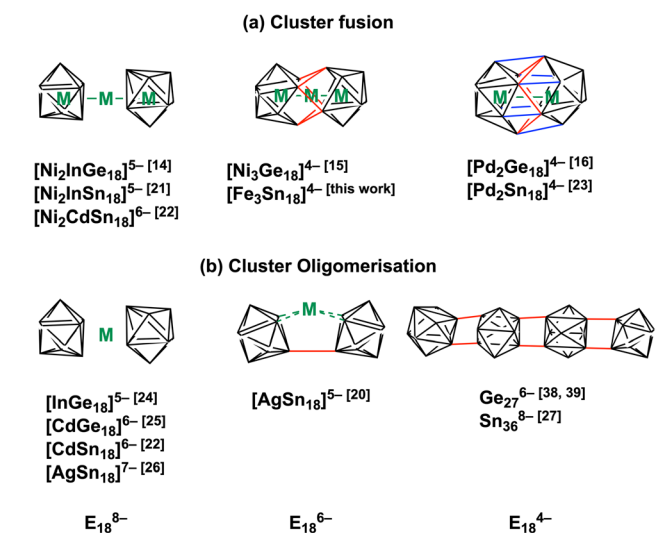 (a) Cluster fusion
M – M – M
M – M – M
M – – M
[Ni₂InGe₁₈]⁵⁻ [14]
[Ni₂InSn₁₈]⁵⁻ [21]
[Ni₂CdSn₁₈]⁶⁻ [22]
[Ni₃Ge₁₈]⁴⁻ [15]
[Fe₃Sn₁₈]⁴⁻ [this work]
[Pd₂Ge₁₈]⁴⁻ [16]
[Pd₂Sn₁₈]⁴⁻ [23]
(b) Cluster Oligomerisation
M
M
[InGe₁₈]⁵⁻ [24]
[CdGe₁₈]⁶⁻ [25]
[CdSn₁₈]⁶⁻ [22]
[AgSn₁₈]⁷⁻ [26]
[AgSn₁₈]⁵⁻ [20]
Ge₂₇⁶⁻ [38, 39]
Sn₃₆⁸⁻ [27]
E₁₈⁸⁻
E₁₈⁶⁻
E₁₈⁴⁻